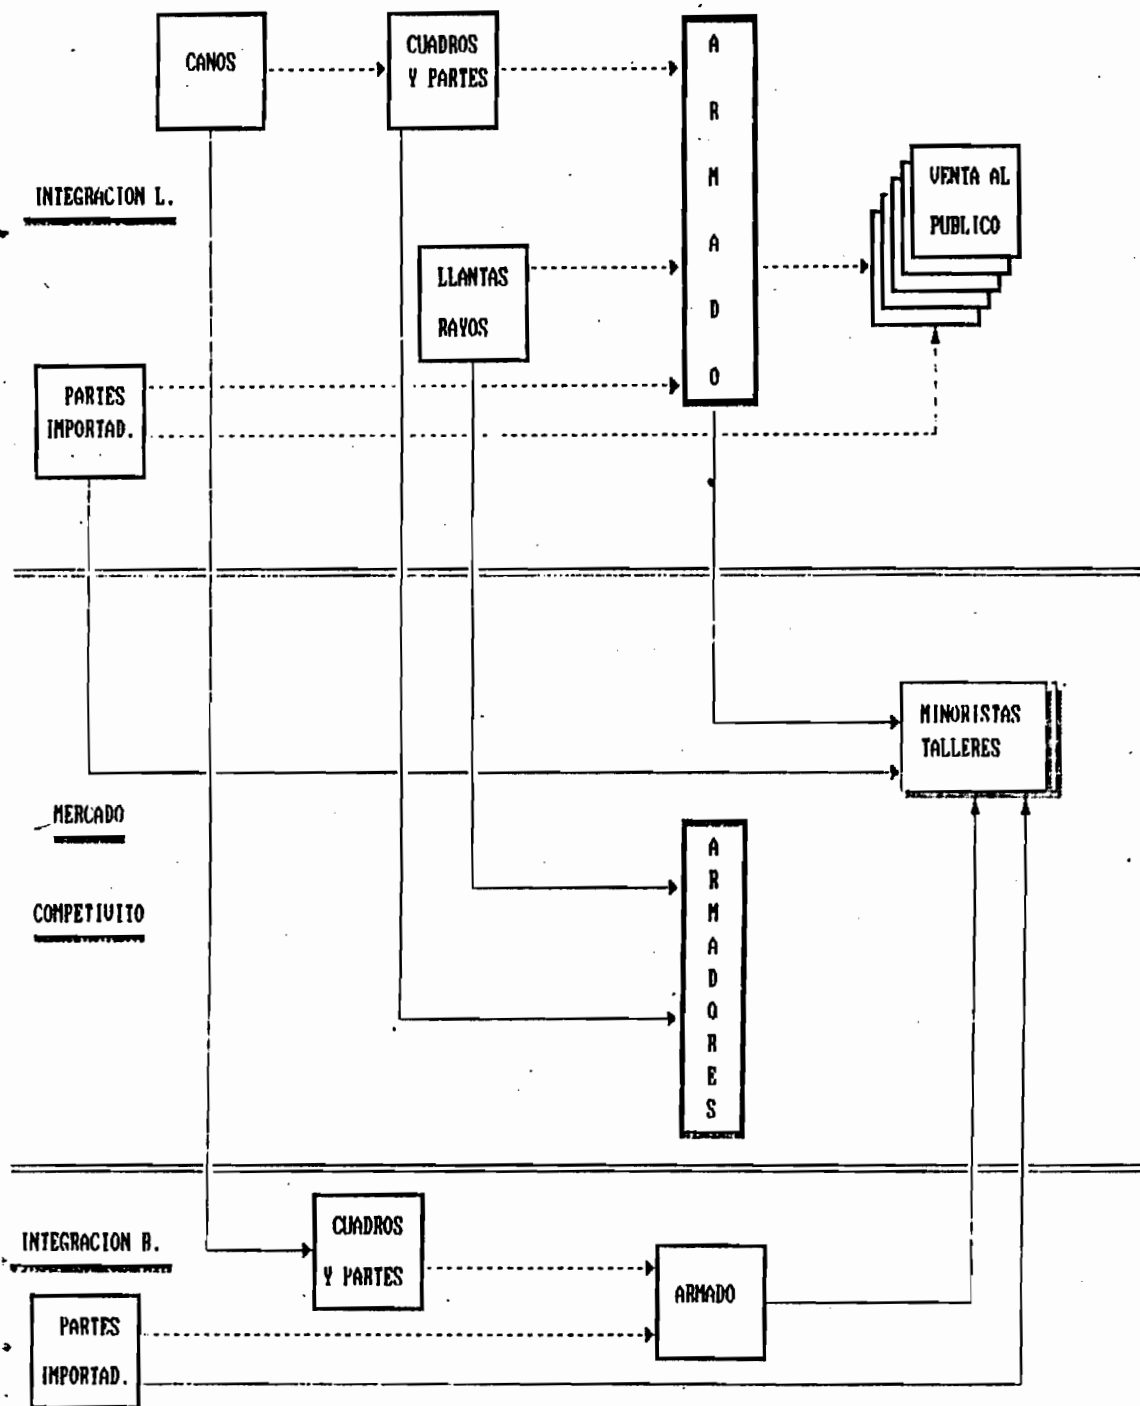 CANOS
CUADROS
Y PARTES
A
R
M
A
D
O
VENTA AL
PUBLICO
INTEGRACION L.
LLANTAS
RAYOS
PARTES
IMPORTAD.
MINORISTAS
TALLERES
MERCADO
COMPETIVITO
A
R
M
A
D
O
R
E
S
INTEGRACION B.
CUADROS
Y PARTES
ARMADO
PARTES
IMPORTAD.